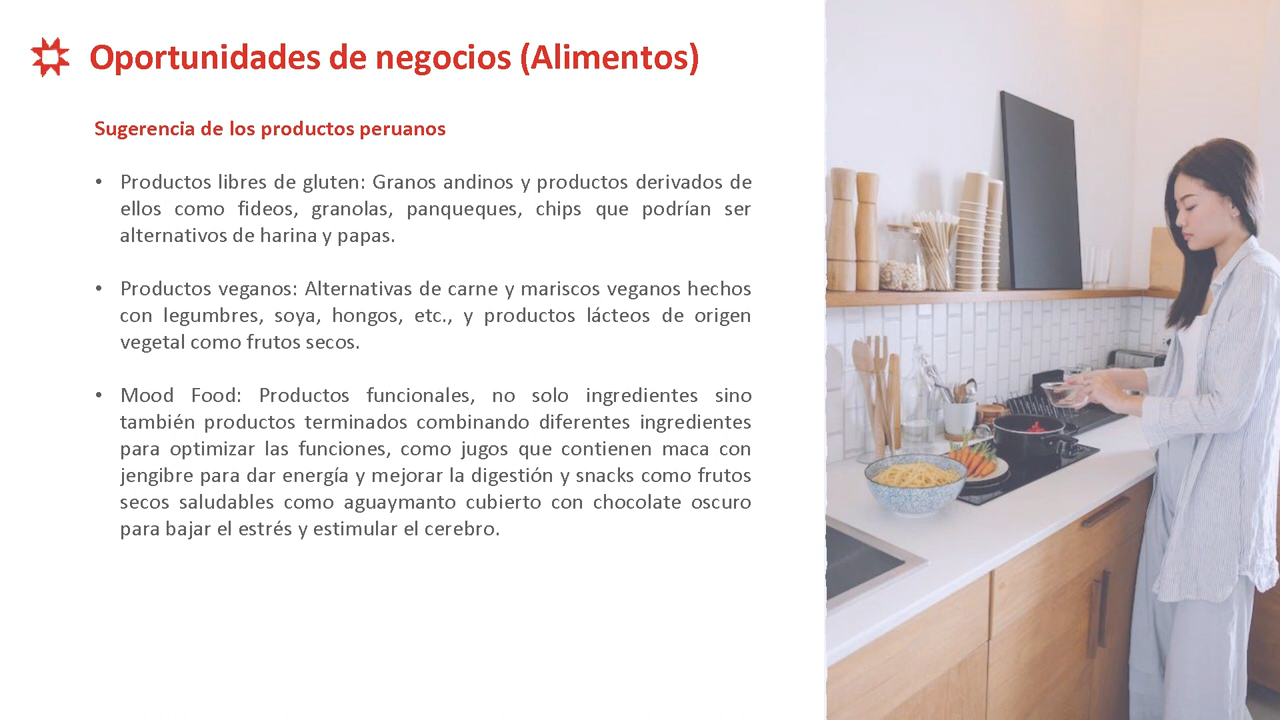 Oportunidades de negocios (Alimentos)
Sugerencia de los productos peruanos
• Productos libres de gluten: Granos andinos y productos derivados de
ellos como fideos, granolas, panqueques, chips que podrían ser
alternativos de harina y papas.
• Productos veganos: Alternativas de carne y mariscos veganos hechos
con legumbres, soya, hongos, etc., y productos lácteos de origen
vegetal como frutos secos.
• Mood Food: Productos funcionales, no solo ingredientes sino
también productos terminados combinando diferentes ingredientes
para optimizar las funciones, como jugos que contienen maca con
jengibre para dar energía y mejorar la digestión y snacks como frutos
secos saludables como aguaymanto cubierto con chocolate oscuro
para bajar el estrés y estimular el cerebro.